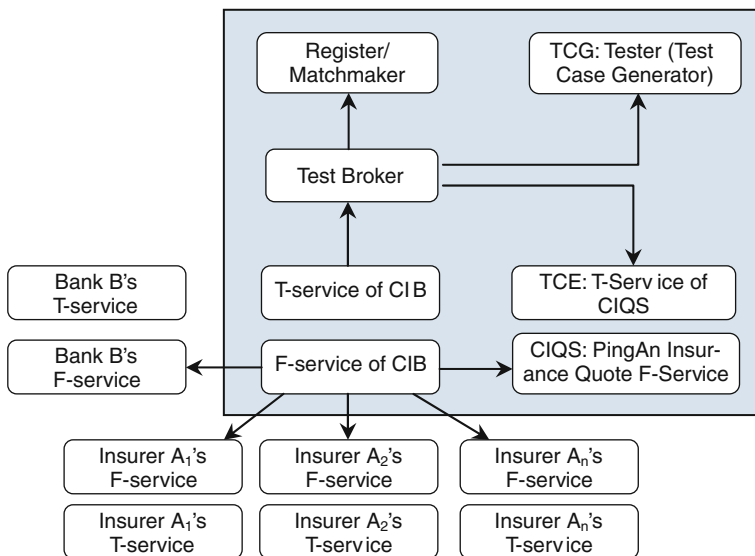 Register/
Matchmaker
TCG: Tester (Test
Case Generator)
Test Broker
Bank B's
T-service
T-service of CIB
TCE: T-Service of
CIQS
Bank B's
F-service
F-service of CIB
CIQS: PingAn Insur-
ance Quote F-Service
Insurer A₁'s
F-service
Insurer A₂'s
F-service
Insurer Aₙ's
F-service
Insurer A₁'s
T-service
Insurer A₂'s
T-service
Insurer Aₙ's
T-service